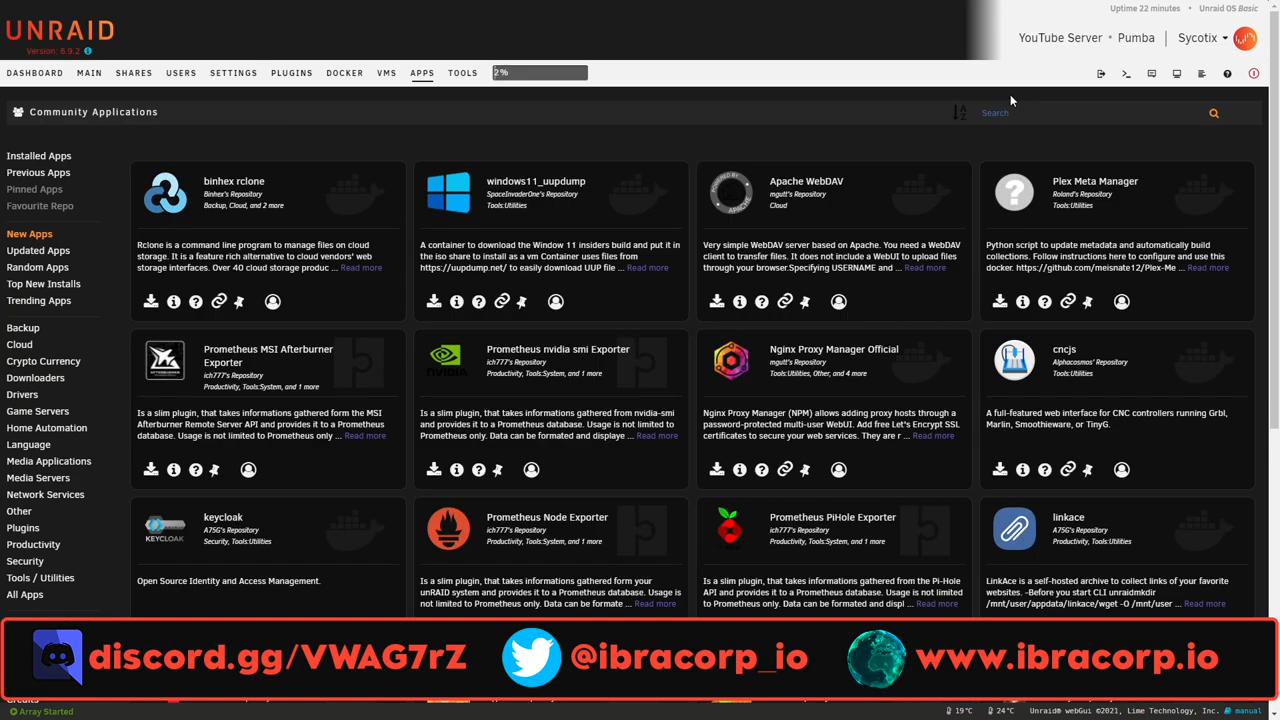 Uptime 22 minutes • Unraid OS Basic
UNRAID
Version: 6.9.2
YouTube Server • Pumba
Sycotix
DASHBOARD MAIN SHARES USERS SETTINGS PLUGINS DOCKER VMS APPS TOOLS 2%
Community Applications
A
Z
Search
Installed Apps
Previous Apps
Pinned Apps
Favourite Repo
New Apps
Updated Apps
Random Apps
Top New Installs
Trending Apps
Backup
Cloud
Crypto Currency
Downloaders
Drivers
Game Servers
Home Automation
Language
Media Applications
Media Servers
Network Services
Other
Plugins
Productivity
Security
Tools / Utilities
All Apps
binhex rclone
Binhex's Repository
Backup, Cloud, and 2 more
Rclone is a command line program to manage files on cloud
storage. It is a feature rich alternative to cloud vendors' web
storage interfaces. Over 40 cloud storage produc ... Read more
windows11_uupdump
SpaceInvaderOne's Repository
Tools:Utilities
A container to download the Window 11 insiders build and put it in
the iso share to install as a vm Container uses files from
https://uupdump.net/ to easily download UUP file ... Read more
POWERED BY
APACHE
Apache WebDAV
mgutt's Repository
Cloud
Very simple WebDAV server based on Apache. You need a WebDAV
client to transfer files. It does not include a WebUI to upload files
through your browser.Specifying USERNAME and ... Read more
Plex Meta Manager
Roland's Repository
Tools:Utilities
Python script to update metadata and automatically build
collections. Follow instructions here to configure and use this
docker. https://github.com/meisnate12/Plex-Me ... Read more
AFTERBURNER
Prometheus MSI Afterburner
Exporter
ich777's Repository
Productivity, Tools:System, and 1 more
Is a slim plugin, that takes informations gathered form the MSI
Afterburner Remote Server API and provides it to a Prometheus
database. Usage is not limited to Prometheus only ... Read more
NVIDIA
Prometheus nvidia smi Exporter
ich777's Repository
Productivity, Tools:System, and 1 more
Is a slim plugin, that takes informations gathered from nvidia-smi
and provides it to a Prometheus database. Usage is not limited to
Prometheus only. Data can be formated and displaye ... Read more
Nginx Proxy Manager Official
mgutt's Repository
Tools:Utilities, Other, and 4 more
Nginx Proxy Manager (NPM) allows adding proxy hosts through a
password-protected multi-user WebUI. Add free Let's Encrypt SSL
certificates to secure your web services. They are r ... Read more
cncjs
Alphacosmos' Repository
Tools:Utilities
A full-featured web interface for CNC controllers running Grbl,
Marlin, Smoothieware, or TinyG.
KEYCLOAK
keycloak
A75G's Repository
Security, Tools:Utilities
Open Source Identity and Access Management.
Prometheus Node Exporter
ich777's Repository
Productivity, Tools:System, and 1 more
Is a slim plugin, that takes informations gathered form your
unRAID system and provides it to a Prometheus database. Usage is
not limited to Prometheus only. Data can be formate ... Read more
Prometheus PiHole Exporter
ich777's Repository
Productivity, Tools:System, and 1 more
Is a slim plugin, that takes informations gathered from the Pi-Hole
API and provides it to a Prometheus database. Usage is not limited
to Prometheus only. Data can be formated and displ ... Read more
linkace
A75G's Repository
Productivity, Tools:Utilities
LinkAce is a self-hosted archive to collect links of your favorite
websites. -Before you start CLI unraidmkdir
/mnt/user/appdata/linkace/wget -O /mnt/user ... Read more
discord.gg/VWAG7rZ
@ibracorp_io
www.ibracorp.io
Credits
Array Started
19°C 24°C Unraid® webGui ©2021, Lime Technology, Inc. manual